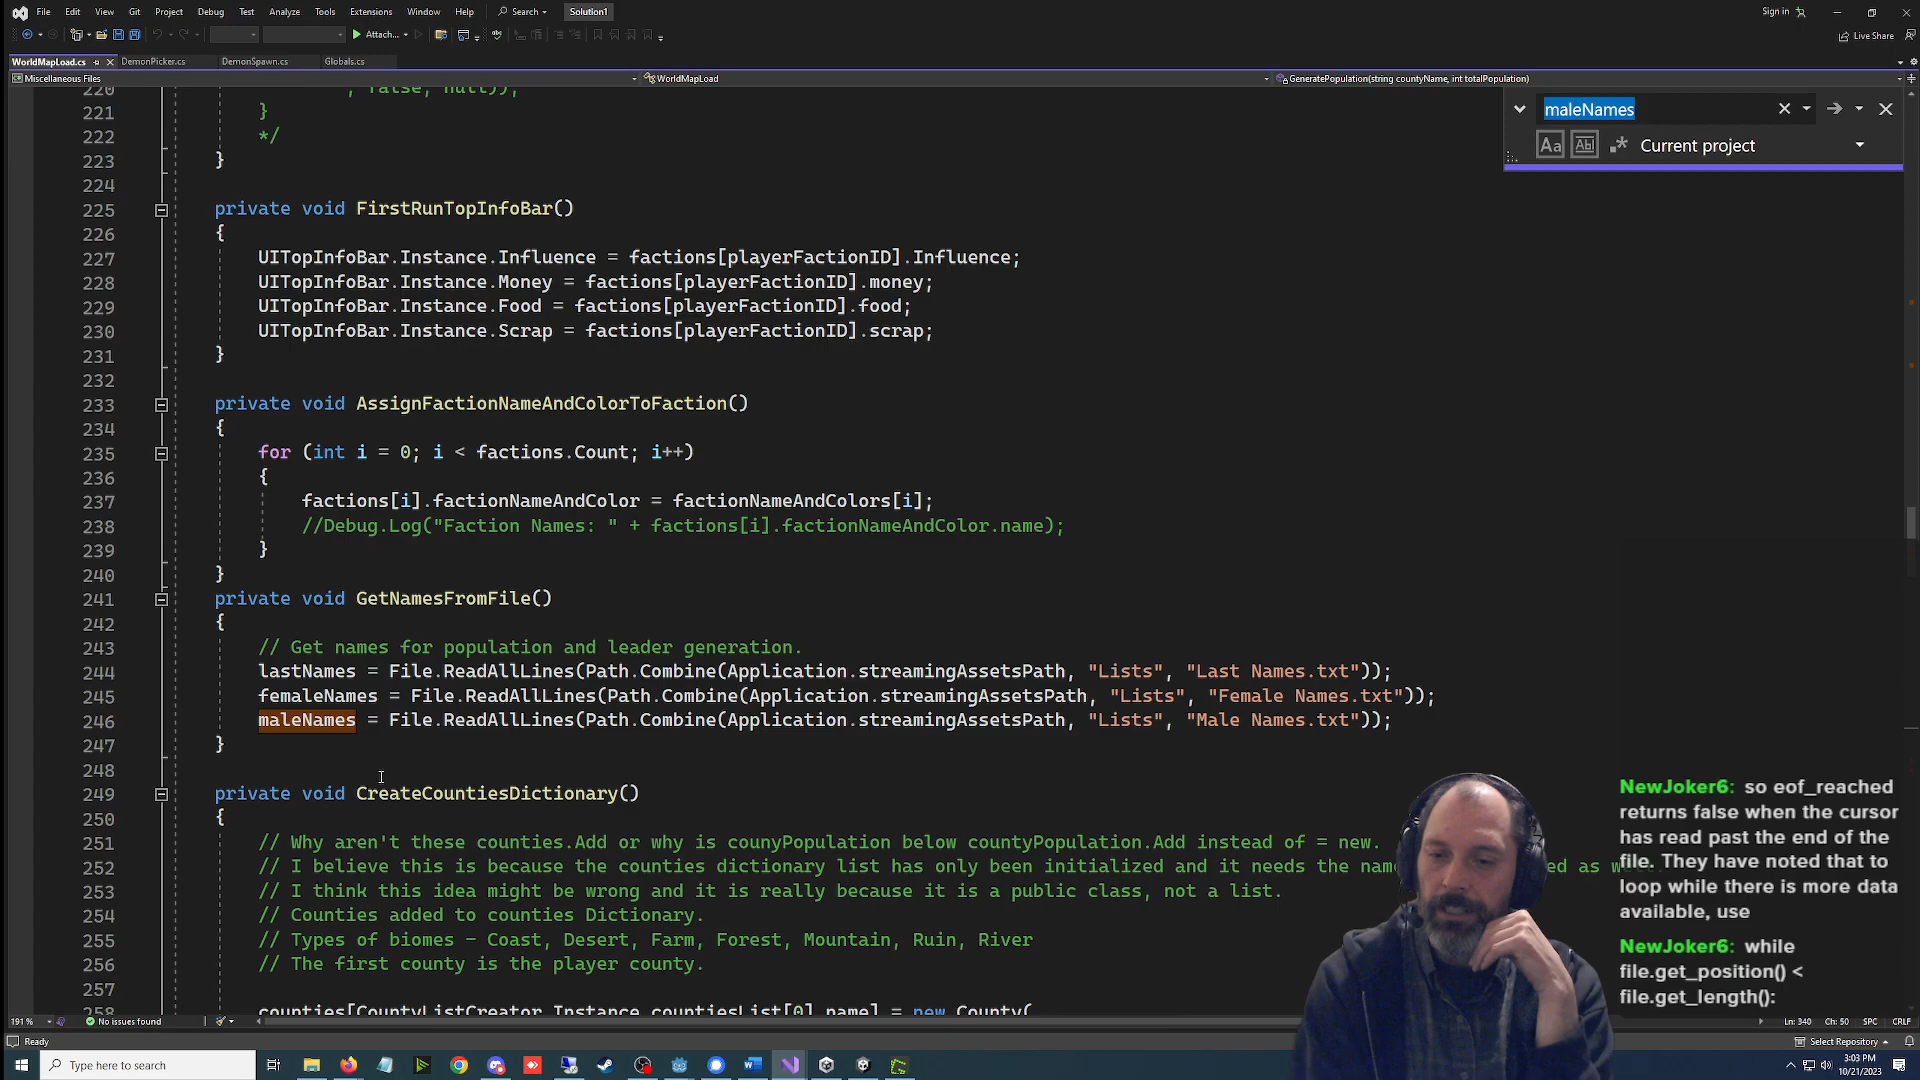 File Edit View Git Project Debug Test Analyze Tools Extensions Window Help Search Solution1 Sign in
Attach... Live Share
WorldMapLoad.cs DemonPicker.cs DemonSpawn.cs Globals.cs
Miscellaneous Files WorldMapLoad GeneratePopulation(string countyName, int totalPopulation)
maleNames
Aa Abl .* Current project
220 , false, null));
221 }
222 */
223 }
224
225 private void FirstRunTopInfoBar()
226 {
227 UITopInfoBar.Instance.Influence = factions[playerFactionID].Influence;
228 UITopInfoBar.Instance.Money = factions[playerFactionID].money;
229 UITopInfoBar.Instance.Food = factions[playerFactionID].food;
230 UITopInfoBar.Instance.Scrap = factions[playerFactionID].scrap;
231 }
232
233 private void AssignFactionNameAndColorToFaction()
234 {
235 for (int i = 0; i < factions.Count; i++)
236 {
237 factions[i].factionNameAndColor = factionNameAndColors[i];
238 //Debug.Log("Faction Names: " + factions[i].factionNameAndColor.name);
239 }
240 }
241 private void GetNamesFromFile()
242 {
243 // Get names for population and leader generation.
244 lastNames = File.ReadAllLines(Path.Combine(Application.streamingAssetsPath, "Lists", "Last Names.txt"));
245 femaleNames = File.ReadAllLines(Path.Combine(Application.streamingAssetsPath, "Lists", "Female Names.txt"));
246 maleNames = File.ReadAllLines(Path.Combine(Application.streamingAssetsPath, "Lists", "Male Names.txt"));
247 }
248
249 private void CreateCountiesDictionary()
250 {
251 // Why aren't these counties.Add or why is counyPopulation below countyPopulation.Add instead of = new.
252 // I believe this is because the counties dictionary list has only been initialized and it needs the
253 // I think this idea might be wrong and it is really because it is a public class, not a list.
254 // Counties added to counties Dictionary.
255 // Types of biomes - Coast, Desert, Farm, Forest, Mountain, Ruin, River
256 // The first county is the player county.
257
258 counties[CountyListCreator.Instance.countiesList[0].name] = new County(
NewJoker6: so eof_reached
returns false when the cursor
has read past the end of the
file. They have noted that to
loop while there is more data
available, use
NewJoker6: while
file.get_position() <
file.get_length():
191 % No issues found Ln: 340 Ch: 50 SPC CRLF
Ready Select Repository
Type here to search 3:03 PM
10/21/2023